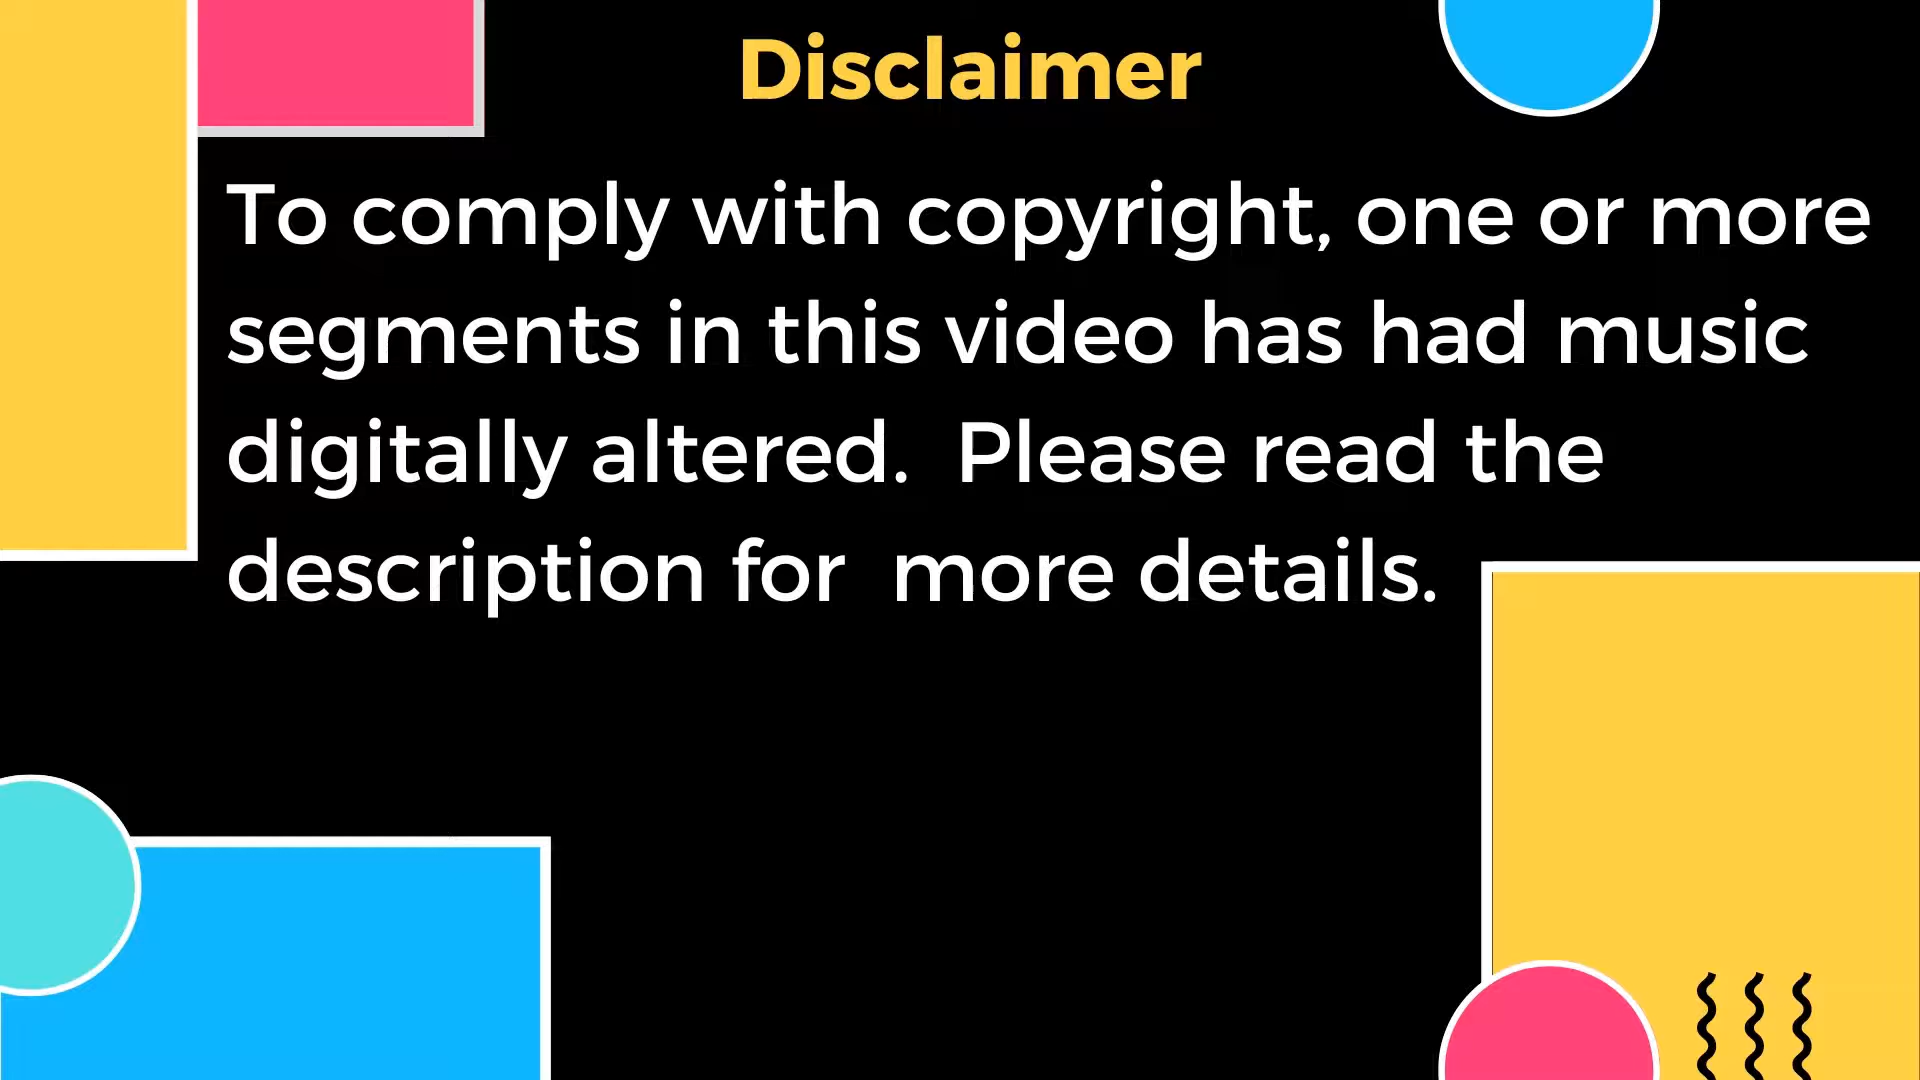 Disclaimer
To comply with copyright, one or more
segments in this video has had music
digitally altered.  Please read the
description for  more details.